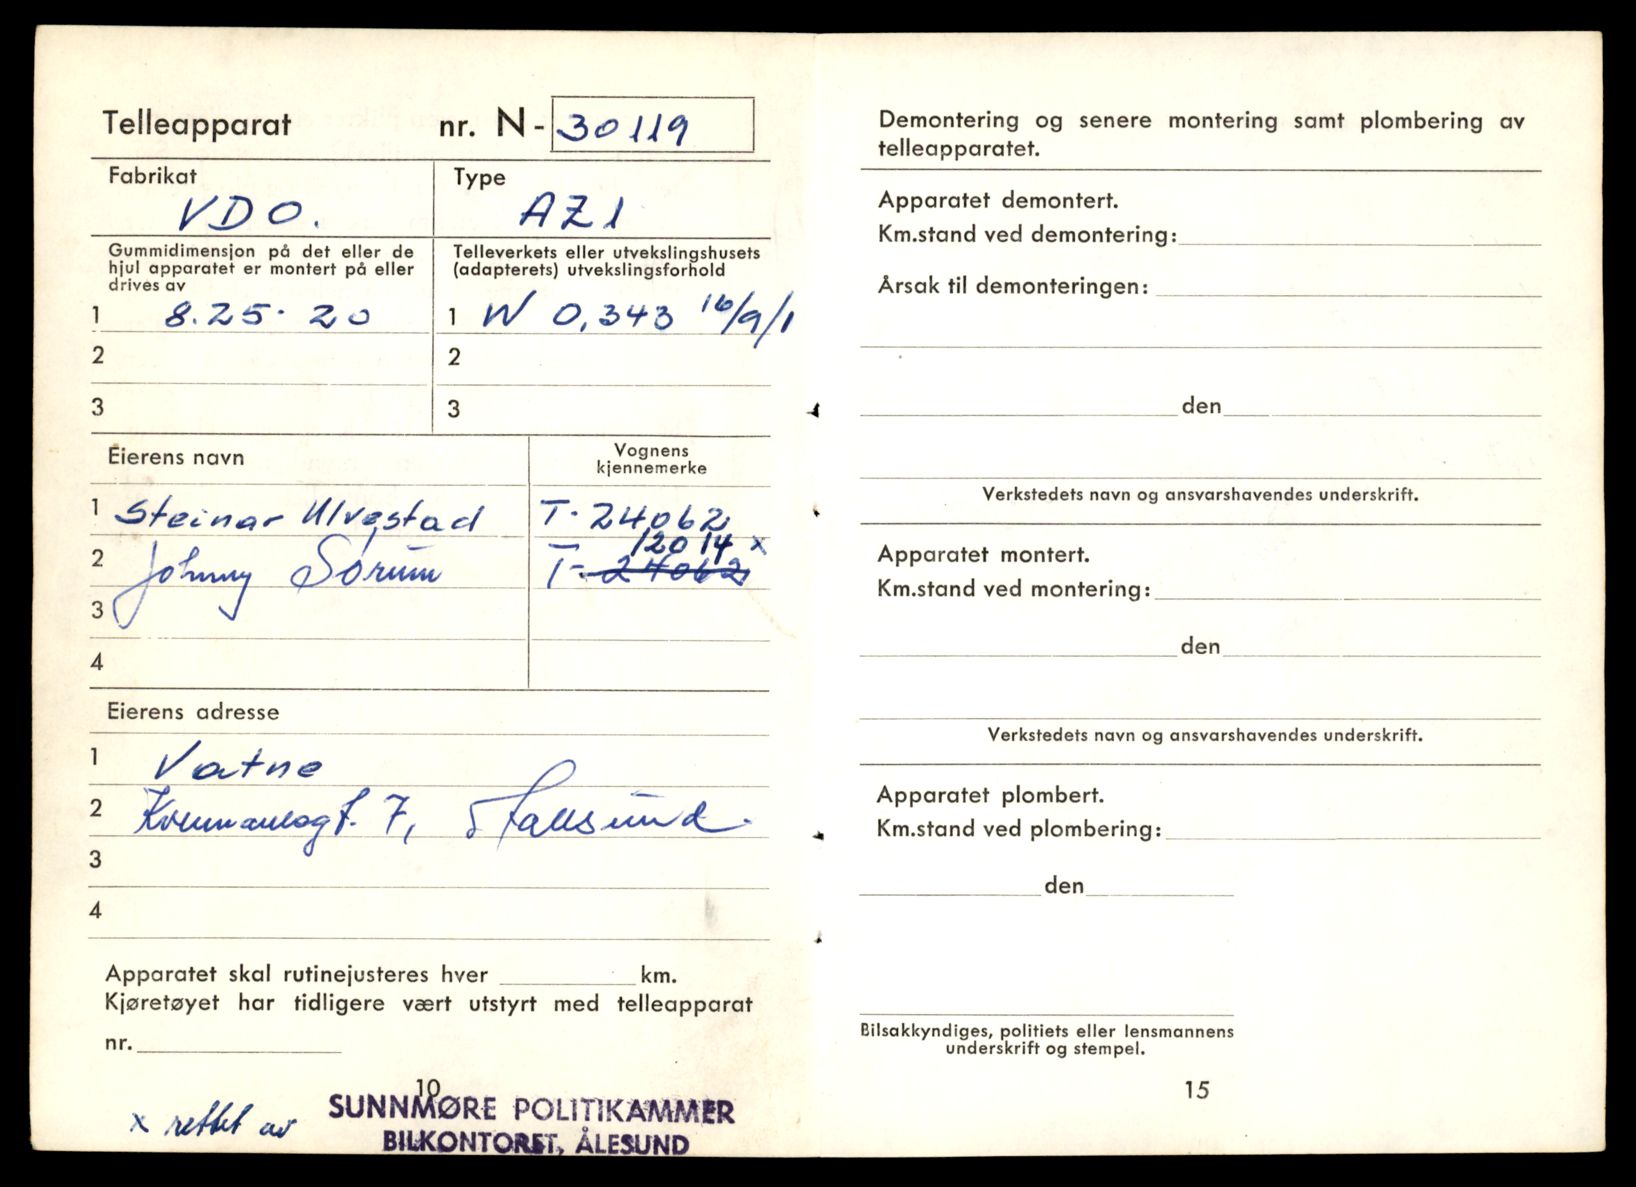 Telleapparat nr. N- 30119
Fabrikat Type
VDO. AZ1
Gummidimensjon på det eller de
hjul apparatet er montert på eller
drives av
Telleverkets eller utvekslingshusets
(adapterets) utvekslingsforhold
1 8.25 · 20 1 W 0,343 16/9/1
2 2
3 3
Eierens navn Vognens
kjennemerke
1 Steinar Ulvestad T- 24062
12014 x
2 Johnny Sørum T- 24062
3
4
Eierens adresse
1 Vatne
2 7,
3
4
Apparatet skal rutinejusteres hver km.
Kjøretøyet har tidligere vært utstyrt med telleapparat
nr.
10
x rettet av SUNNMØRE POLITIKAMMER
BILKONTORET, ÅLESUND
Demontering og senere montering samt plombering av
telleapparatet.
Apparatet demontert.
Km.stand ved demontering:
Årsak til demonteringen:
den
Verkstedets navn og ansvarshavendes underskrift.
Apparatet montert.
Km.stand ved montering:
den
Verkstedets navn og ansvarshavendes underskrift.
Apparatet plombert.
Km.stand ved plombering:
den
Bilsakkyndiges, politiets eller lensmannens
underskrift og stempel.
15